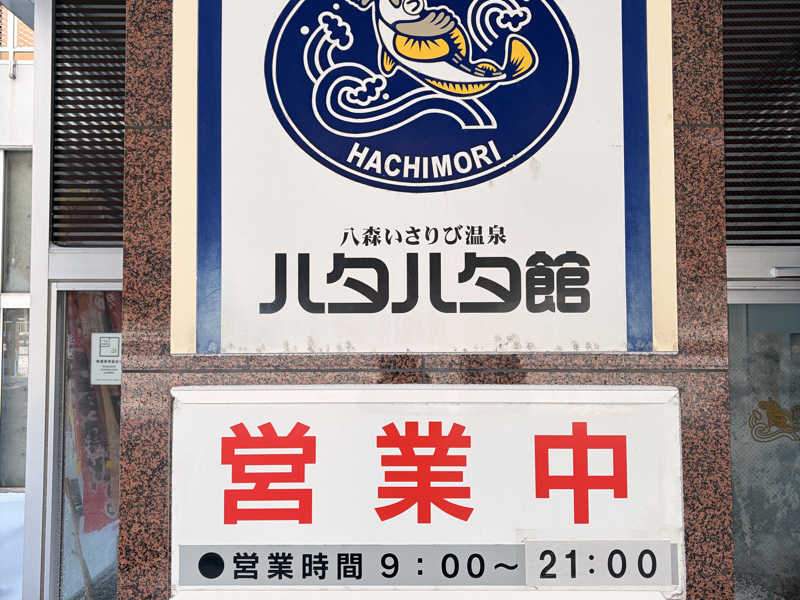 HACHIMORI
八森いさりび温泉
ハタハタ館
営業中
●営業時間 9:00～21:00